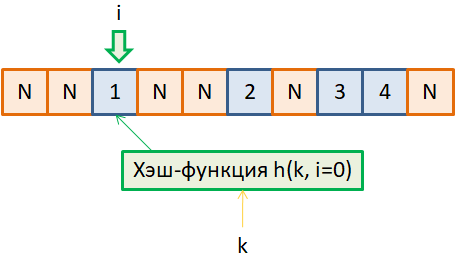 i
N N 1 N N 2 N 3 4 N
Хэш-функция h(k, i=0)
k